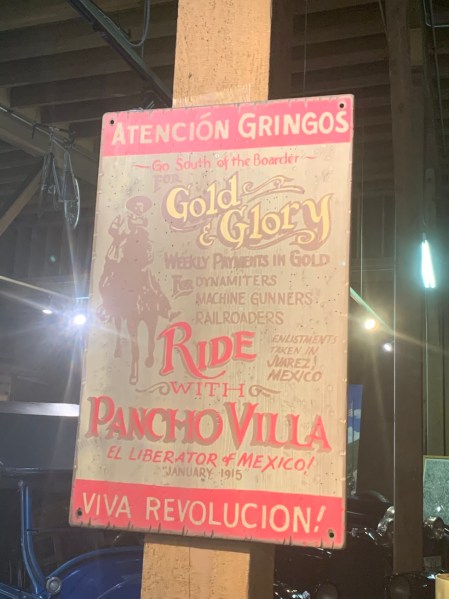 ATENCIÓN GRINGOS
Go South of the Boarder
FOR
Gold
& Glory
WEEKLY PAYMENTS IN GOLD
For DYNAMITERS
MACHINE GUNNERS
RAILROADERS
RIDE
ENLISTMENTS
TAKEN IN
JUAREZ!
MEXICO
WITH
PANCHO VILLA
EL LIBERATOR of MEXICO!
JANUARY 1915
VIVA REVOLUCION!